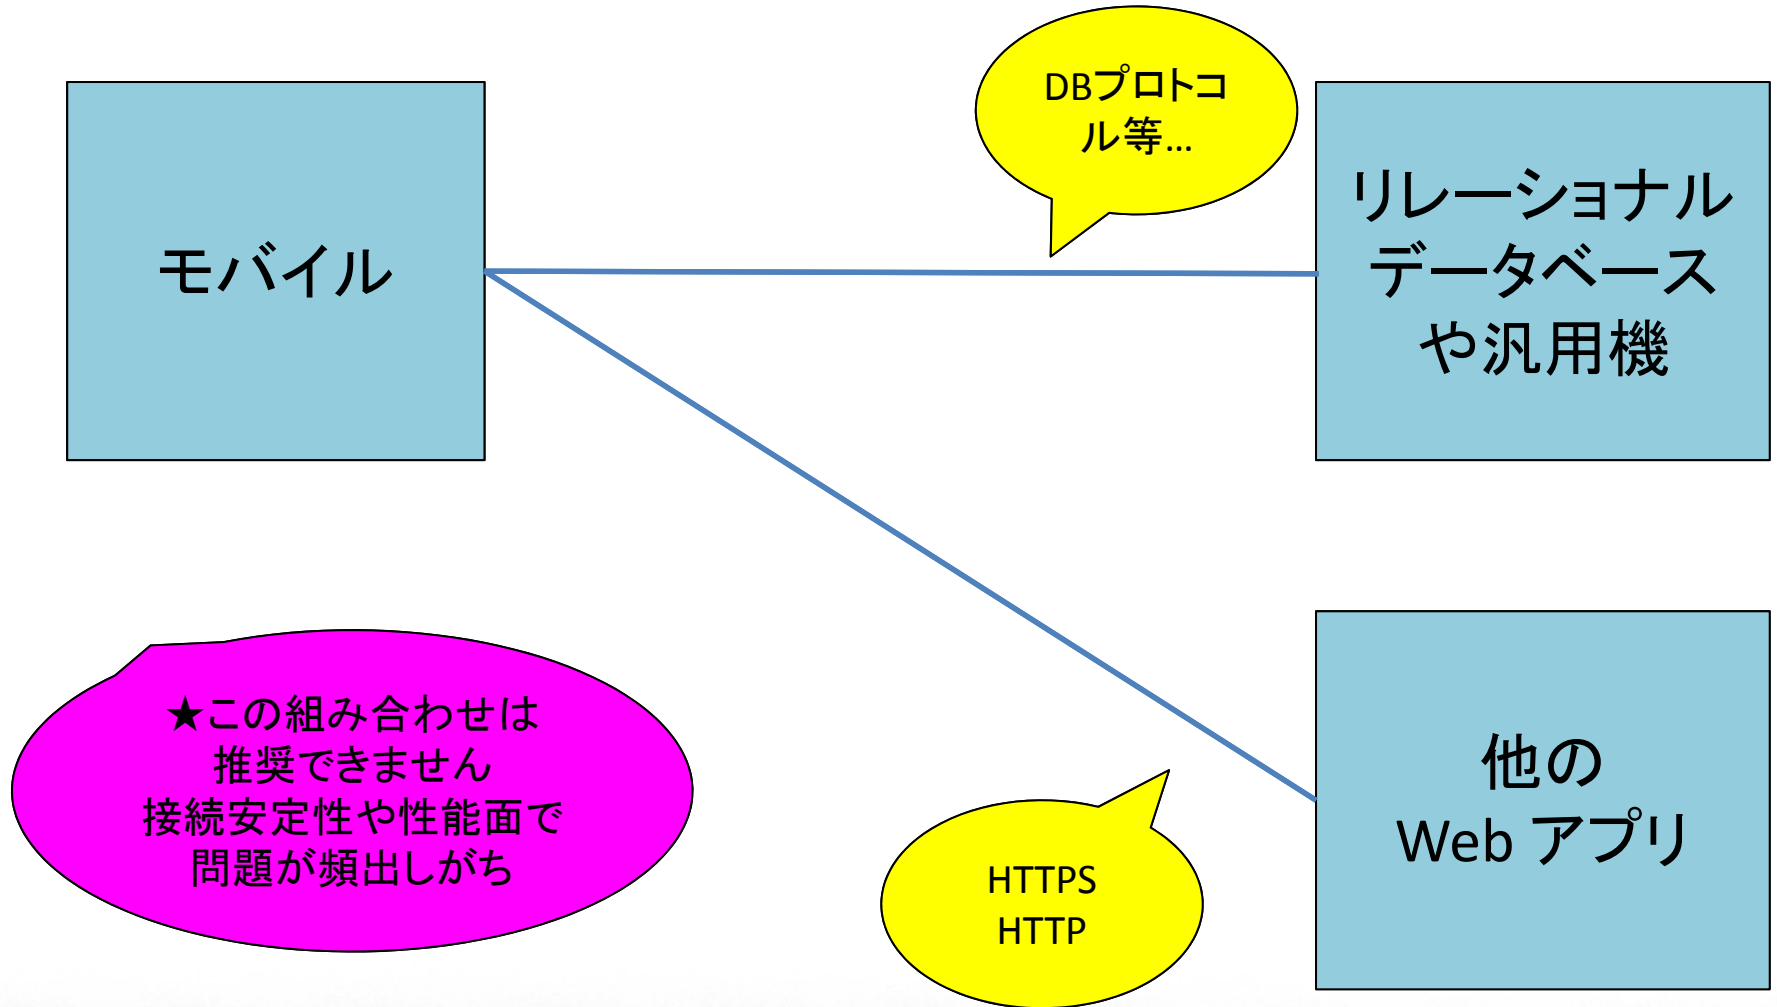 モバイル
DBプロトコ
ル等…
リレーショナル
データベース
や汎用機
★この組み合わせは
推奨できません
接続安定性や性能面で
問題が頻出しがち
HTTPS
HTTP
他の
Web アプリ